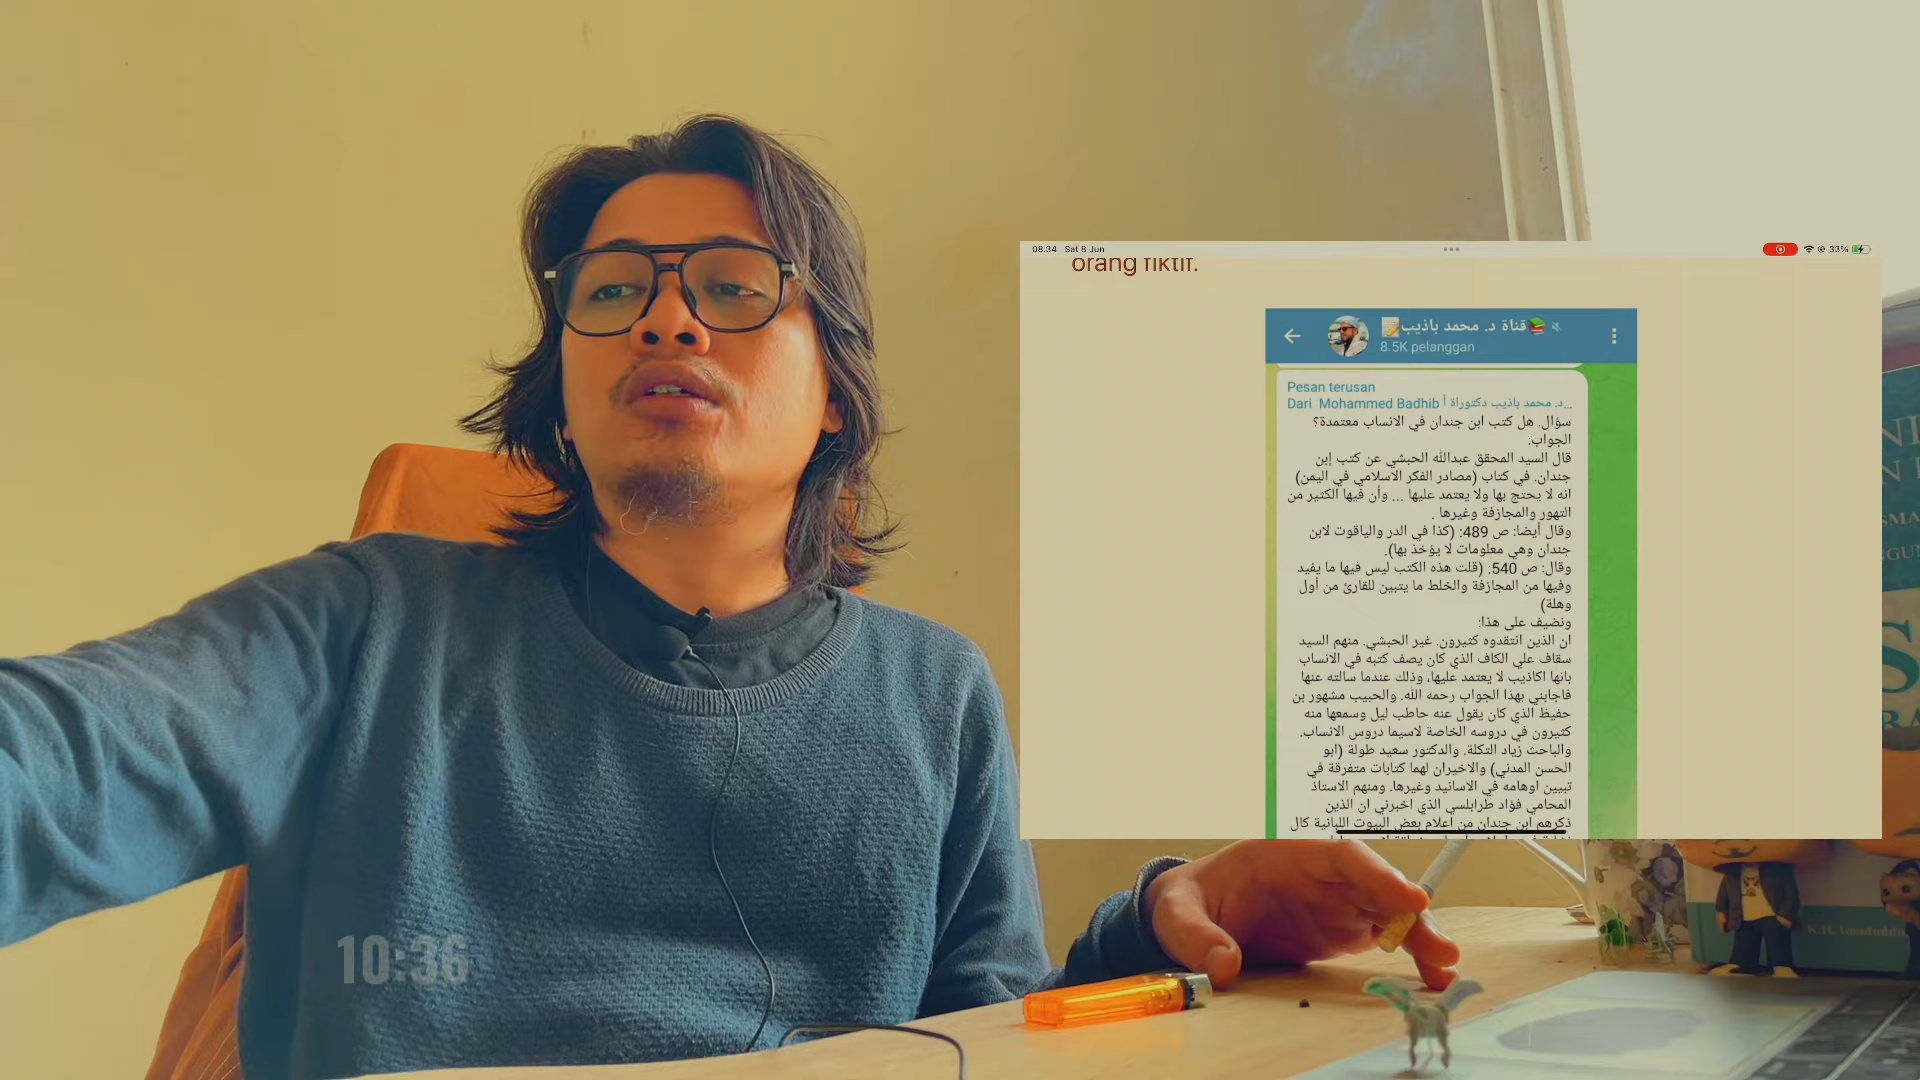 08.34 Sat 8 Jun
33%
orang fiktif.
قناة د. محمد باذيب
8.5K pelanggan
Pesan terusan
Dari Mohammed Badhib د. محمد باذيب دكتوراة أ...
سؤال. هل كتب ابن جندان في الانساب معتمدة؟
الجواب:
قال السيد المحقق عبدالله الحبشي عن كتب إبن
جندان. في كتاب (مصادر الفكر الاسلامي في اليمن)
انه لا يحتج بها ولا يعتمد عليها ... وأن فيها الكثير من
التهور والمجازفة وغيرها .
وقال أيضا: ص 489: (كذا في الدر والياقوت لابن
جندان وهي معلومات لا يؤخذ بها).
وقال: ص 540: (قلت هذه الكتب ليس فيها ما يفيد
وفيها من المجازفة والخلط ما يتبين للقارئ من أول
وهلة)
ونضيف على هذا:
ان الذين انتقدوه كثيرون. غير الحبشي. منهم السيد
سقاف علي الكاف الذي كان يصف كتبه في الانساب
بانها اكاذيب لا يعتمد عليها، وذلك عندما سالته عنها
فاجابني بهذا الجواب رحمه الله. والحبيب مشهور بن
حفيظ الذي كان يقول عنه حاطب ليل وسمعها منه
كثيرون في دروسه الخاصة لاسيما دروس الانساب.
والباحث زياد التكلة. والدكتور سعيد طولة (ابو
الحسن المدني) والاخيران لهما كتابات متفرقة في
تبيين اوهامه في الاسانيد وغيرها. ومنهم الاستاذ
المحامي فؤاد طرابلسي الذي اخبرني ان الذين
ذكرهم ابن جندان من اعلام بعض البيوت اللبانية كال
10:36
K.H. Imaduddin